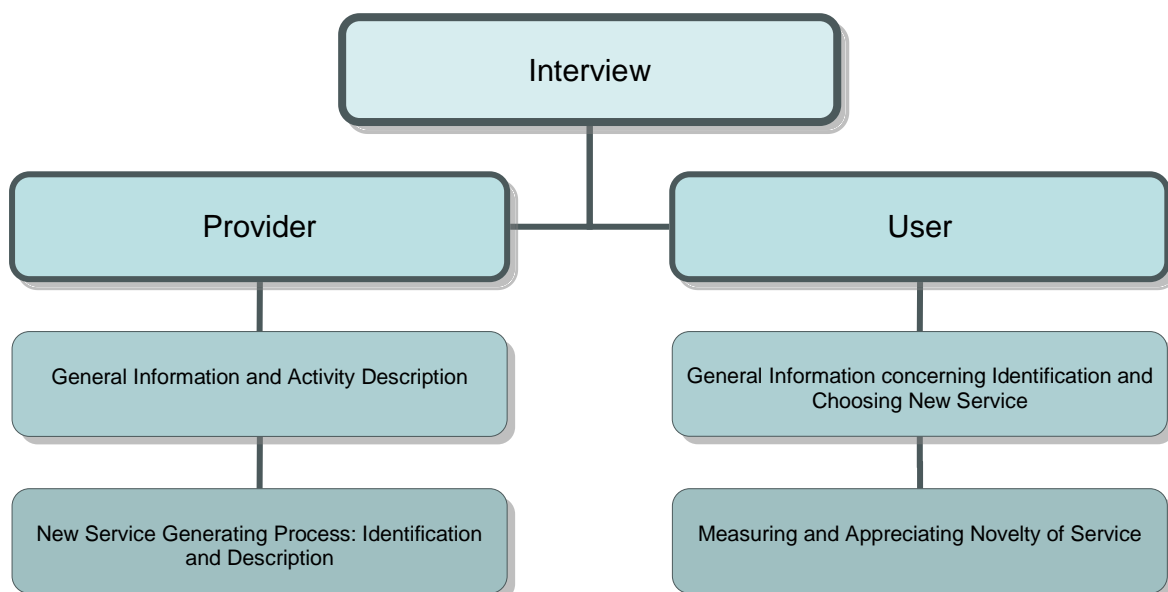 Interview
Provider
User
General Information and Activity Description
General Information concerning Identification and
Choosing New Service
New Service Generating Process: Identification
and Description
Measuring and Appreciating Novelty of Service